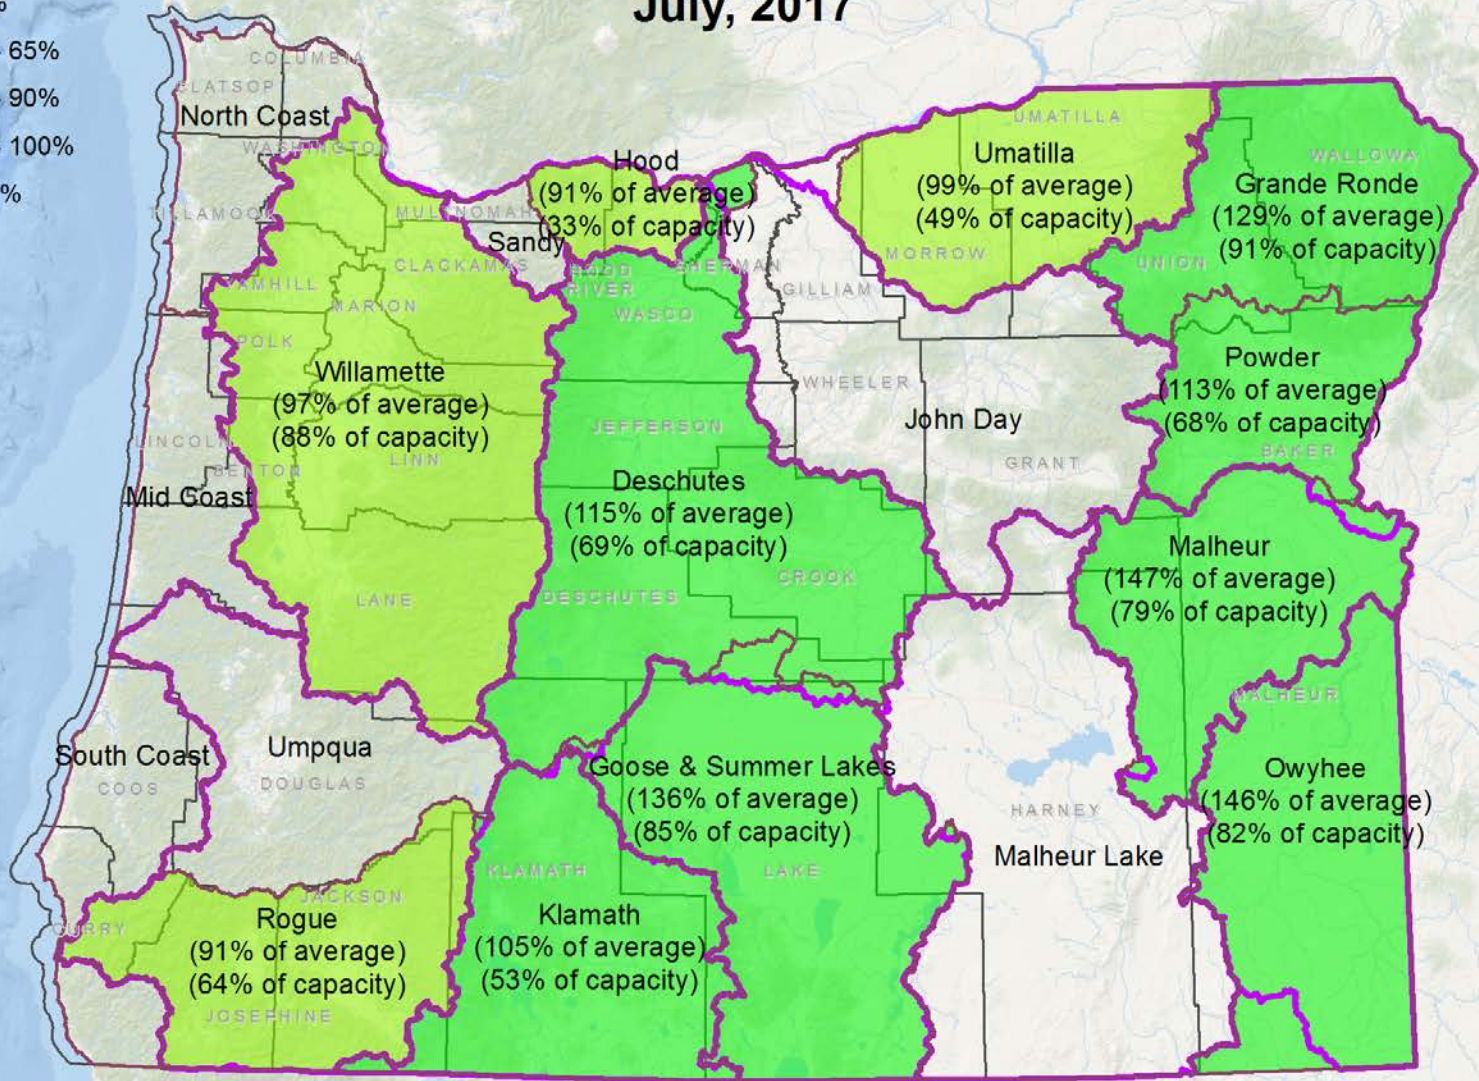 July, 2017
65%
90%
100%
%
COLUMBIA
CLATSOP
North Coast
WASHINGTON
TILLAMOOK
MULTNOMAH
Sandy
CLACKAMAS
YAMHILL
MARION
POLK
Willamette
(97% of average)
(88% of capacity)
LINCOLN
BENTON
LINN
Mid Coast
LANE
Hood
(91% of average)
(33% of capacity)
HOOD
RIVER
SHERMAN
WASCO
GILLIAM
UMATILLA
Umatilla
(99% of average)
(49% of capacity)
MORROW
WALLOWA
Grande Ronde
(129% of average)
(91% of capacity)
UNION
Powder
(113% of average)
(68% of capacity)
BAKER
WHEELER
John Day
GRANT
JEFFERSON
Deschutes
(115% of average)
(69% of capacity)
CROOK
DESCHUTES
Malheur
(147% of average)
(79% of capacity)
MALHEUR
South Coast
COOS
Umpqua
DOUGLAS
Goose & Summer Lakes
(136% of average)
(85% of capacity)
LAKE
HARNEY
Malheur Lake
Owyhee
(146% of average)
(82% of capacity)
KLAMATH
Klamath
(105% of average)
(53% of capacity)
CURRY
JACKSON
Rogue
(91% of average)
(64% of capacity)
JOSEPHINE